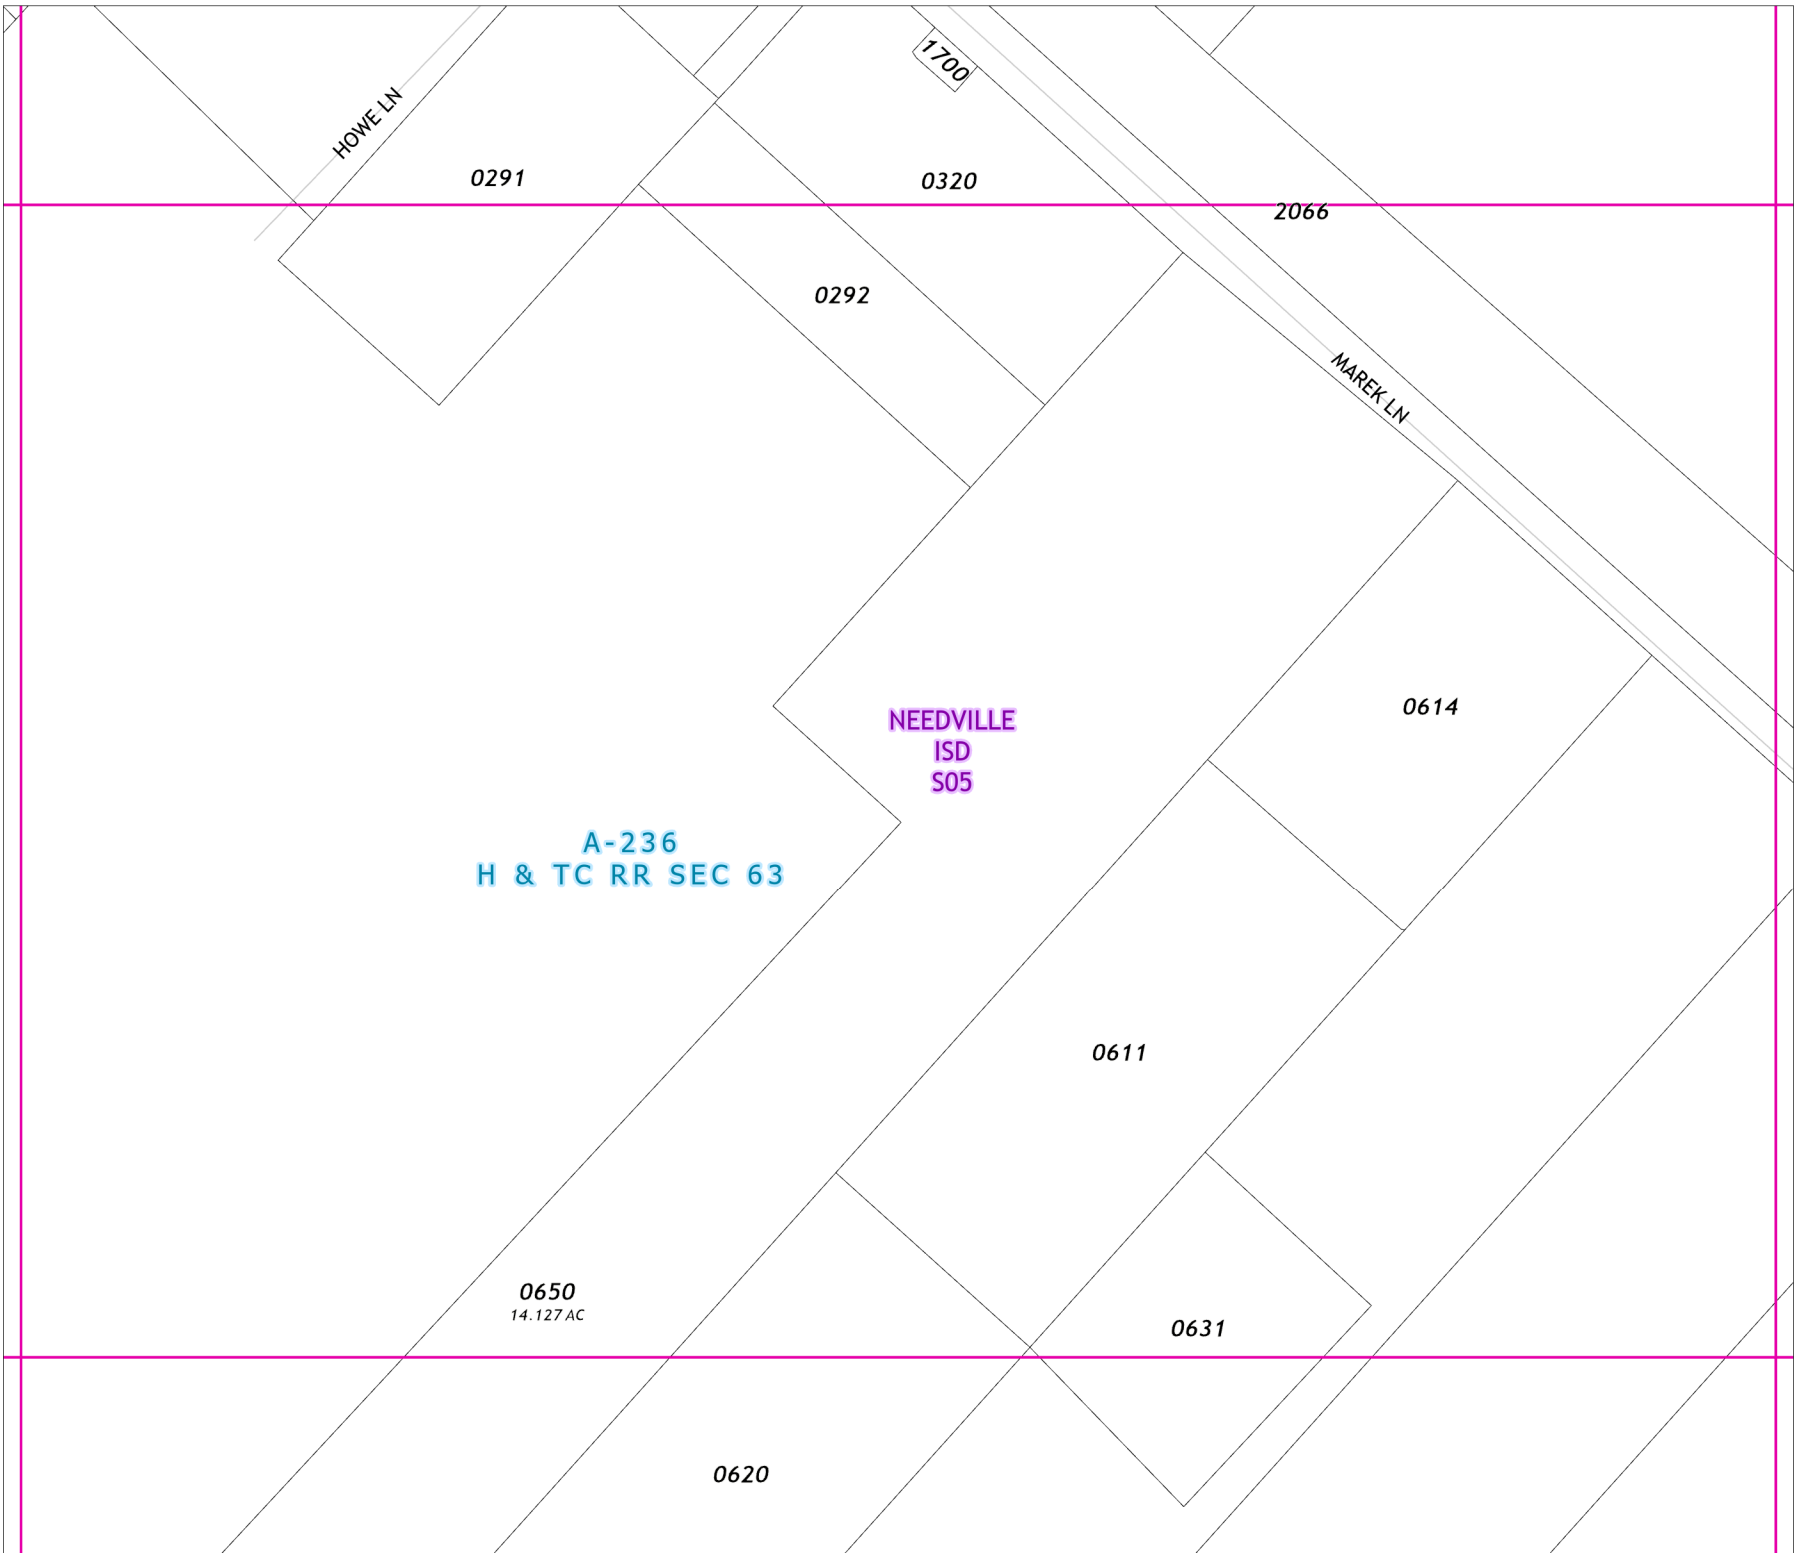 1700
HOWE LN
0291
0320
2066
0292
MAREK LN
0614
NEEDVILLE
ISD
S05
A-236
H & TC RR SEC 63
0611
0650
14.127 AC
0631
0620